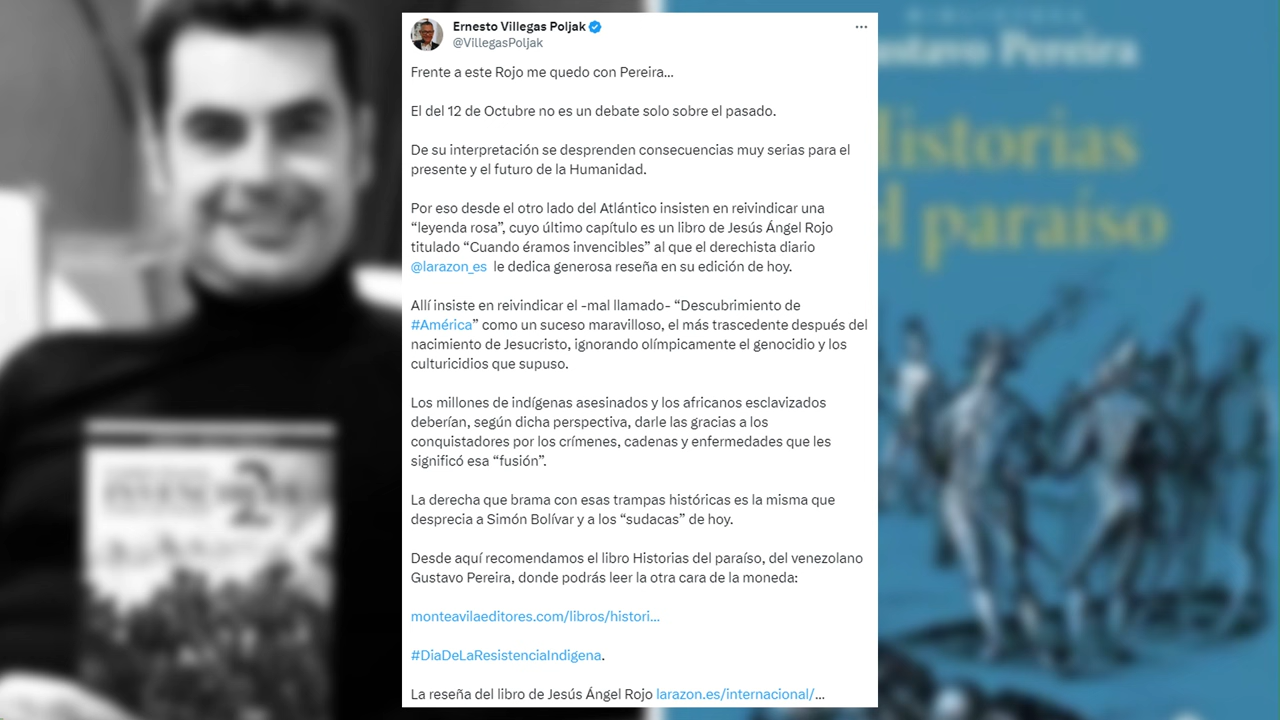 Ernesto Villegas Poljak
@VillegasPoljak
Frente a este Rojo me quedo con Pereira...
El del 12 de Octubre no es un debate solo sobre el pasado.
De su interpretación se desprenden consecuencias muy serias para el
presente y el futuro de la Humanidad.
Por eso desde el otro lado del Atlántico insisten en reivindicar una
“leyenda rosa”, cuyo último capítulo es un libro de Jesús Ángel Rojo
titulado “Cuando éramos invencibles” al que el derechista diario
@larazon_es le dedica generosa reseña en su edición de hoy.
Allí insiste en reivindicar el -mal llamado- “Descubrimiento de
#América” como un suceso maravilloso, el más trascedente después del
nacimiento de Jesucristo, ignorando olímpicamente el genocidio y los
culturicidios que supuso.
Los millones de indígenas asesinados y los africanos esclavizados
deberían, según dicha perspectiva, darle las gracias a los
conquistadores por los crímenes, cadenas y enfermedades que les
significó esa “fusión”.
La derecha que brama con esas trampas históricas es la misma que
desprecia a Simón Bolívar y a los “sudacas” de hoy.
Desde aquí recomendamos el libro Historias del paraíso, del venezolano
Gustavo Pereira, donde podrás leer la otra cara de la moneda:
monteavilaeditores.com/libros/histori...
#DiaDeLaResistenciaIndigena.
La reseña del libro de Jesús Ángel Rojo larazon.es/internacional/...
BIBLIOTECA
ustavo Pereira
istorias
l paraíso
2